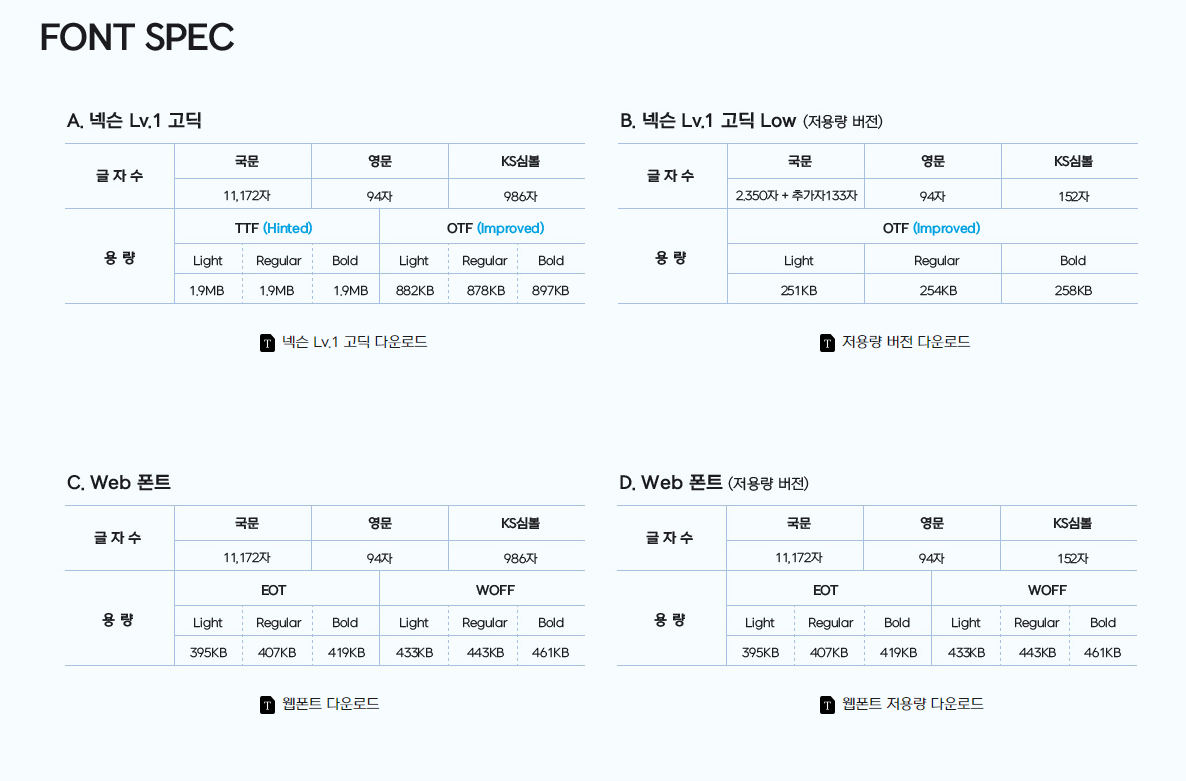 FONT SPEC
A. 넥슨 Lv.1 고딕
글 자 수
국문 영문 KS심볼
11,172자 94자 986자
용 량
TTF (Hinted) OTF (Improved)
Light Regular Bold Light Regular Bold
1.9MB 1.9MB 1.9MB 882KB 878KB 897KB
넥슨 Lv.1 고딕 다운로드
B. 넥슨 Lv.1 고딕 Low (저용량 버전)
글 자 수
국문 영문 KS심볼
2,350자 + 추가자133자 94자 152자
용 량
OTF (Improved)
Light Regular Bold
251KB 254KB 258KB
저용량 버전 다운로드
C. Web 폰트
글 자 수
국문 영문 KS심볼
11,172자 94자 986자
용 량
EOT WOFF
Light Regular Bold Light Regular Bold
395KB 407KB 419KB 433KB 443KB 461KB
웹폰트 다운로드
D. Web 폰트 (저용량 버전)
글 자 수
국문 영문 KS심볼
11,172자 94자 152자
용 량
EOT WOFF
Light Regular Bold Light Regular Bold
395KB 407KB 419KB 433KB 443KB 461KB
웹폰트 저용량 다운로드